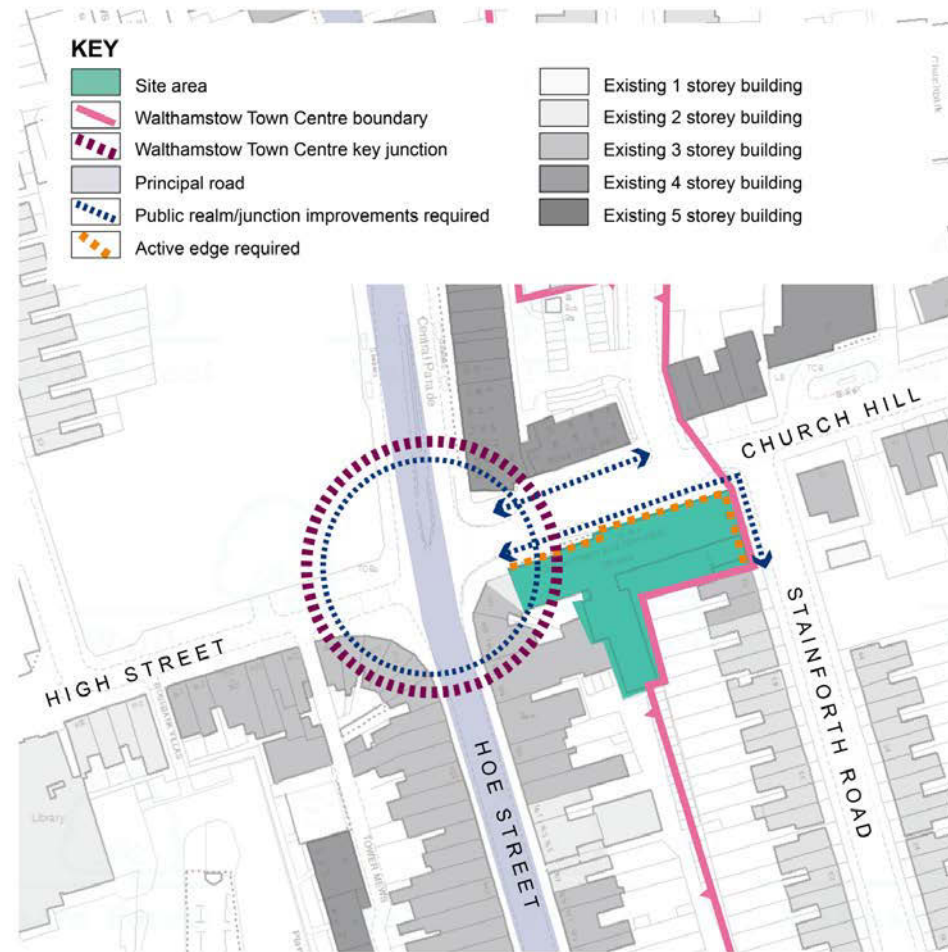 KEY
Site area
Walthamstow Town Centre boundary
Walthamstow Town Centre key junction
Principal road
Public realm/junction improvements required
Active edge required
Existing 1 storey building
Existing 2 storey building
Existing 3 storey building
Existing 4 storey building
Existing 5 storey building
Central Parade
CHURCH HILL
HIGH STREET
HOE STREET
STAINFORTH ROAD
Library
TOWER MEWS